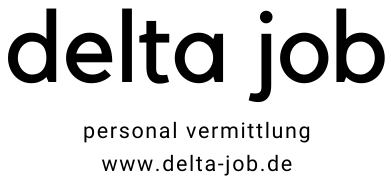 delta job
personal vermittlung
www.delta-job.de